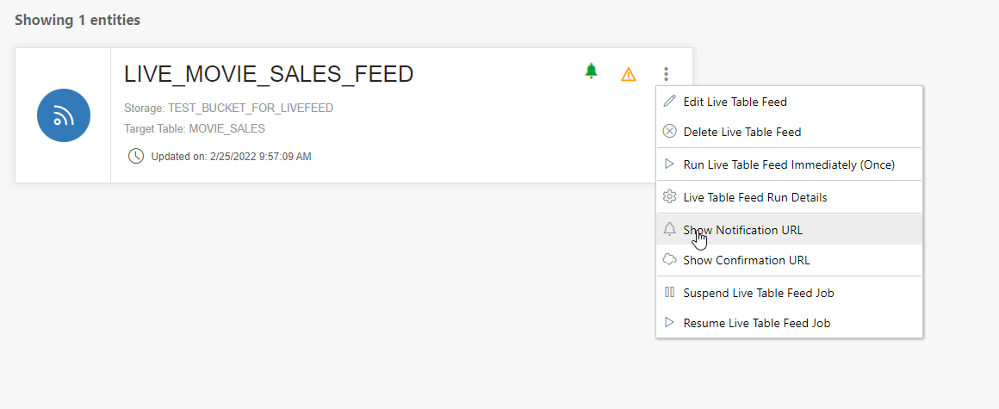 Showing 1 entities
LIVE_MOVIE_SALES_FEED
Storage: TEST_BUCKET_FOR_LIVEFEED
Target Table: MOVIE_SALES
Updated on: 2/25/2022 9:57:09 AM
Edit Live Table Feed
Delete Live Table Feed
Run Live Table Feed Immediately (Once)
Live Table Feed Run Details
Show Notification URL
Show Confirmation URL
Suspend Live Table Feed Job
Resume Live Table Feed Job